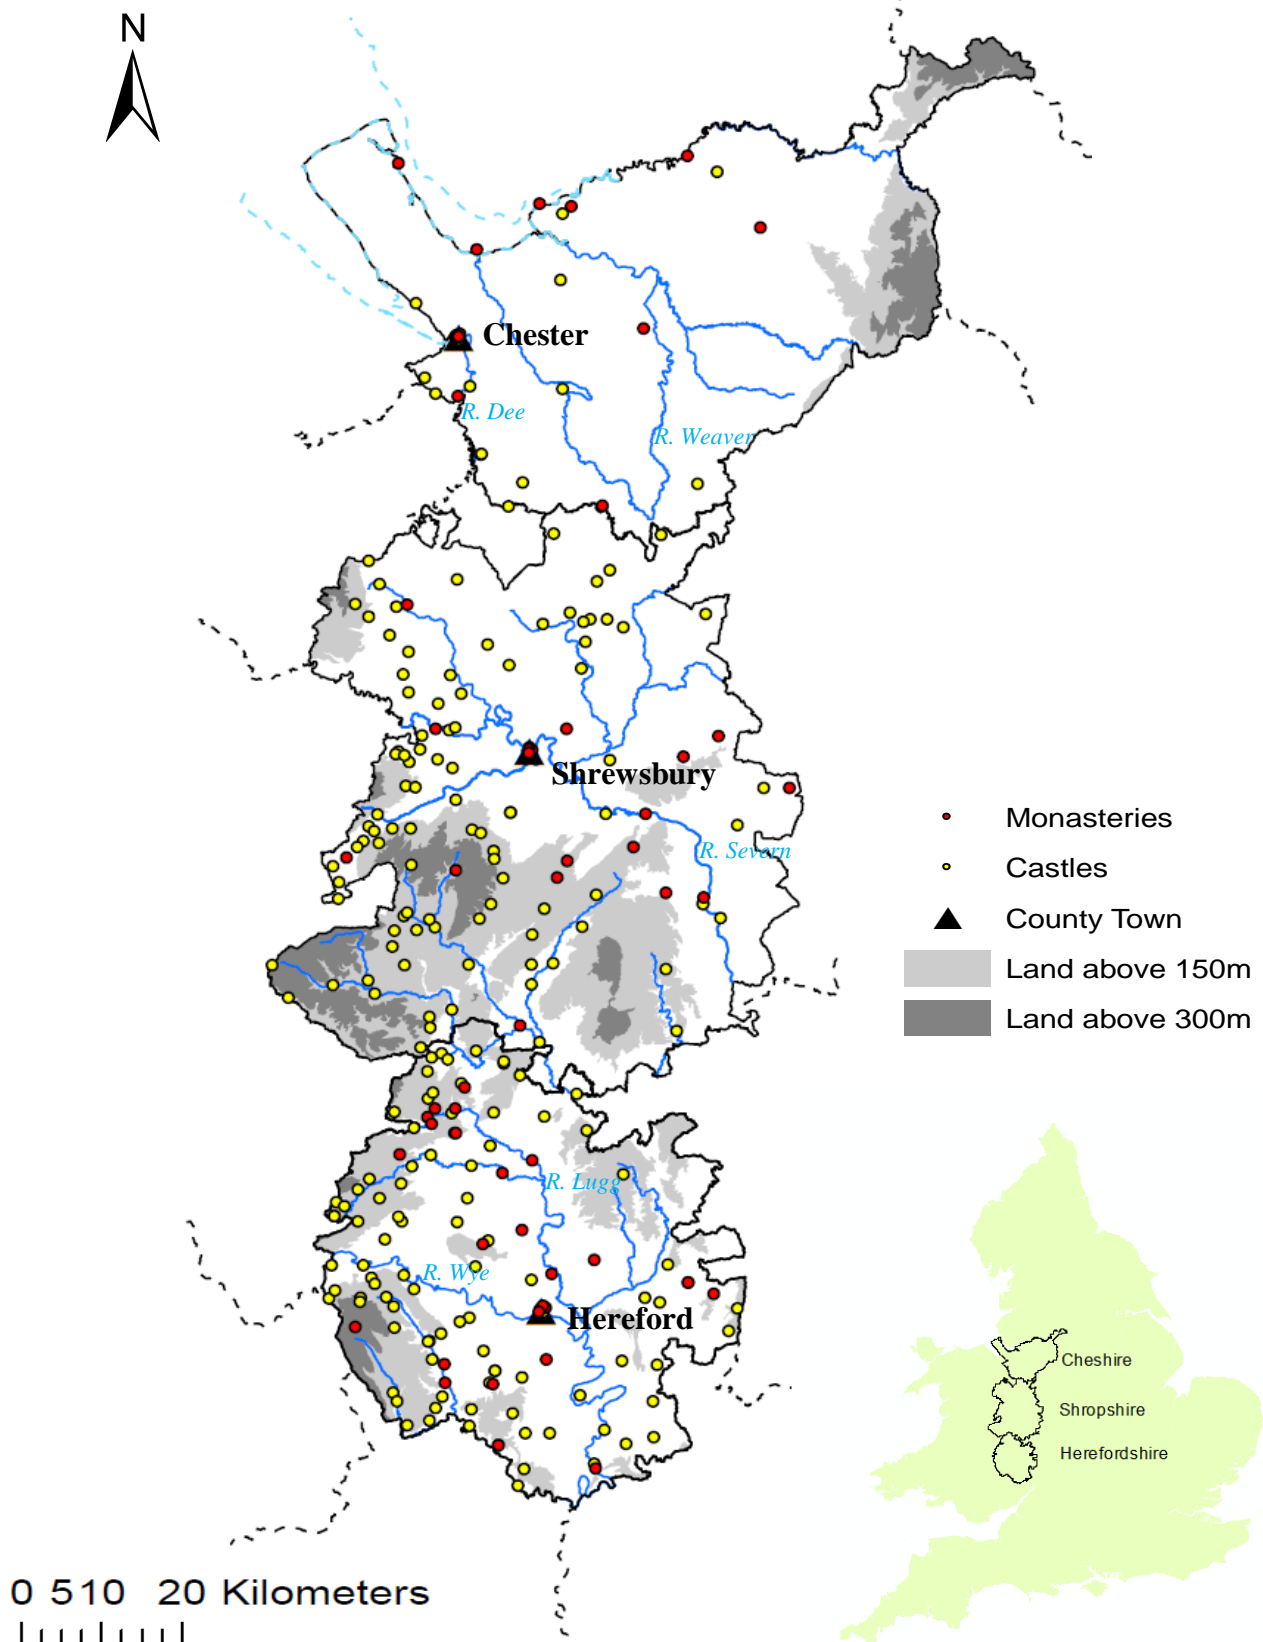 N
Chester
R. Dee
R. Weaver
Shrewsbury
R. Severn
Monasteries
Castles
County Town
Land above 150m
Land above 300m
R. Lugg
R. Wye
Hereford
Cheshire
Shropshire
Herefordshire
0 510 20 Kilometers